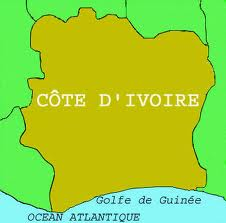 CÔTE D'IVOIRE
Golfe de Guinée
OCEAN ATLANTIQUE